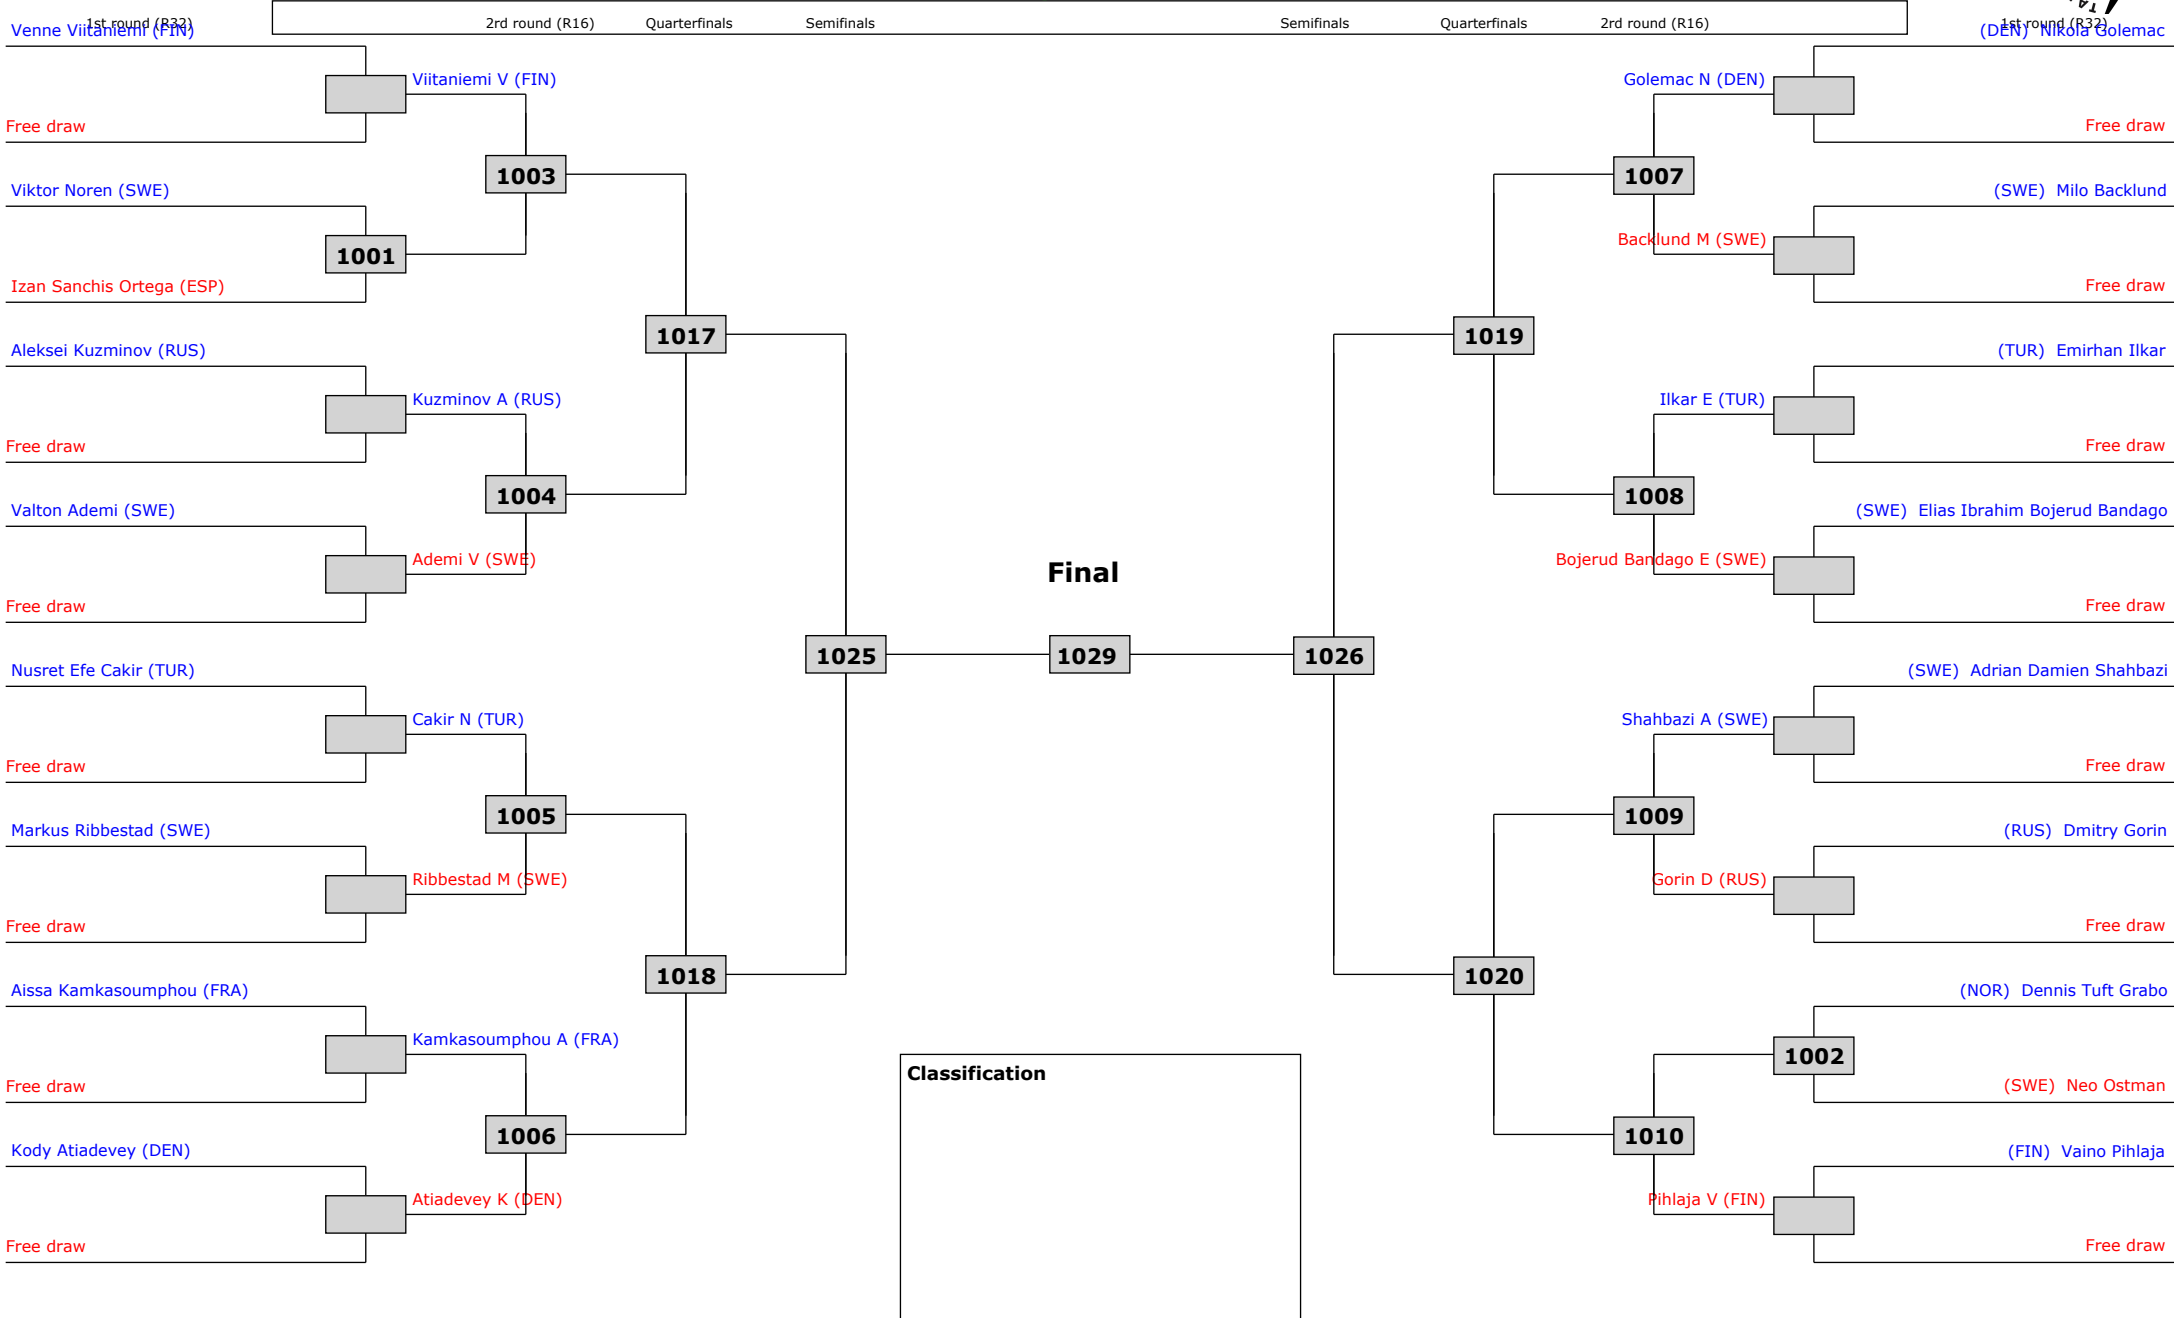 1st round (R32)
2rd round (R16)
Quarterfinals
Semifinals
Semifinals
Quarterfinals
2rd round (R16)
1st round (R32)
Venne Viitaniemi (FIN)
Viitaniemi V (FIN)
Free draw
1003
Viktor Noren (SWE)
1001
Izan Sanchis Ortega (ESP)
1017
Aleksei Kuzminov (RUS)
Kuzminov A (RUS)
Free draw
1004
Valton Ademi (SWE)
Ademi V (SWE)
Free draw
1025
Nusret Efe Cakir (TUR)
Cakir N (TUR)
Free draw
1005
Markus Ribbestad (SWE)
Ribbestad M (SWE)
Free draw
1018
Aissa Kamkasoumphou (FRA)
Kamkasoumphou A (FRA)
Free draw
1006
Kody Atiadevey (DEN)
Atiadevey K (DEN)
Free draw
Final
1029
Classification
(DEN) Nikola Golemac
Golemac N (DEN)
Free draw
1007
(SWE) Milo Backlund
Backlund M (SWE)
Free draw
1019
(TUR) Emirhan Ilkar
Ilkar E (TUR)
Free draw
1008
(SWE) Elias Ibrahim Bojerud Bandago
Bojerud Bandago E (SWE)
Free draw
1026
(SWE) Adrian Damien Shahbazi
Shahbazi A (SWE)
Free draw
1009
(RUS) Dmitry Gorin
Gorin D (RUS)
Free draw
1020
(NOR) Dennis Tuft Grabo
1002
(SWE) Neo Ostman
1010
(FIN) Vaino Pihlaja
Pihlaja V (FIN)
Free draw